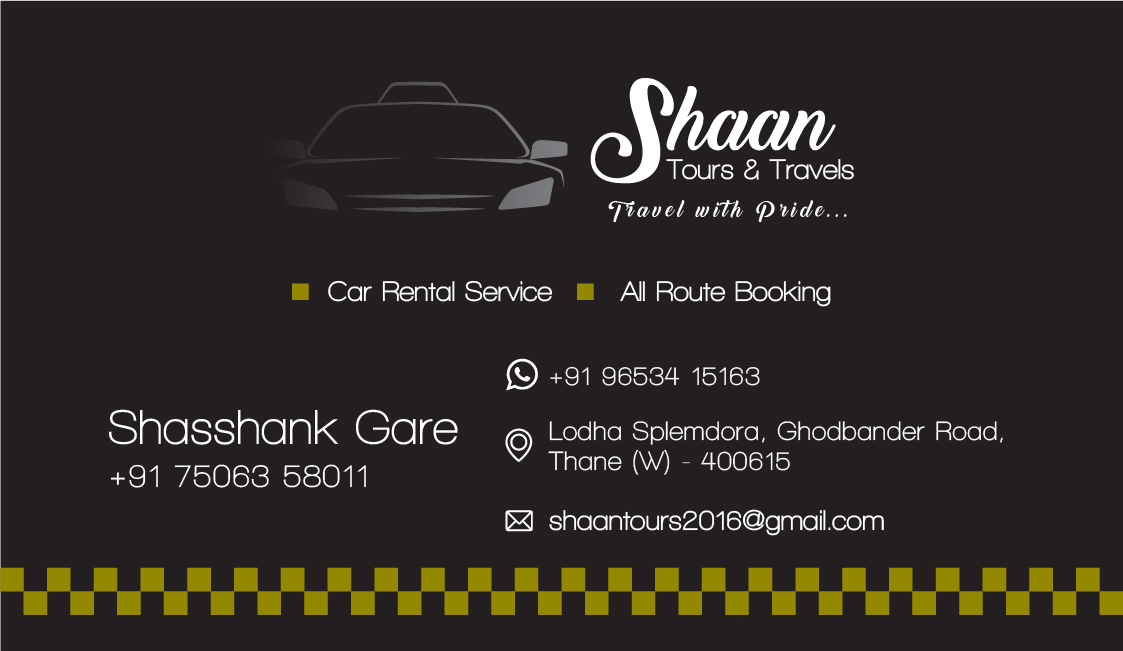 Shaan
Tours & Travels
Travel with Pride...
Car Rental Service
All Route Booking
Shasshank Gare
+91 75063 58011
+91 96534 15163
Lodha Splemdora, Ghodbander Road,
Thane (W) - 400615
shaantours2016@gmail.com